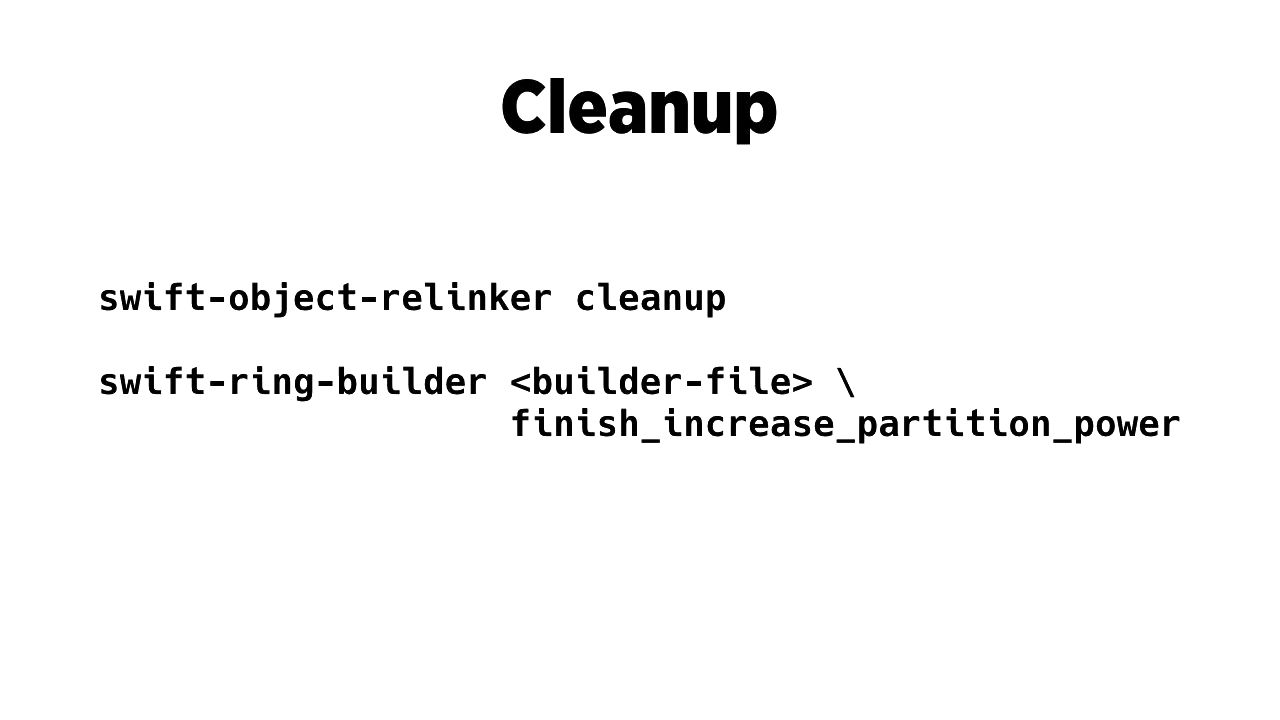 Cleanup
swift-object-relinker cleanup
swift-ring-builder <builder-file> \
finish_increase_partition_power